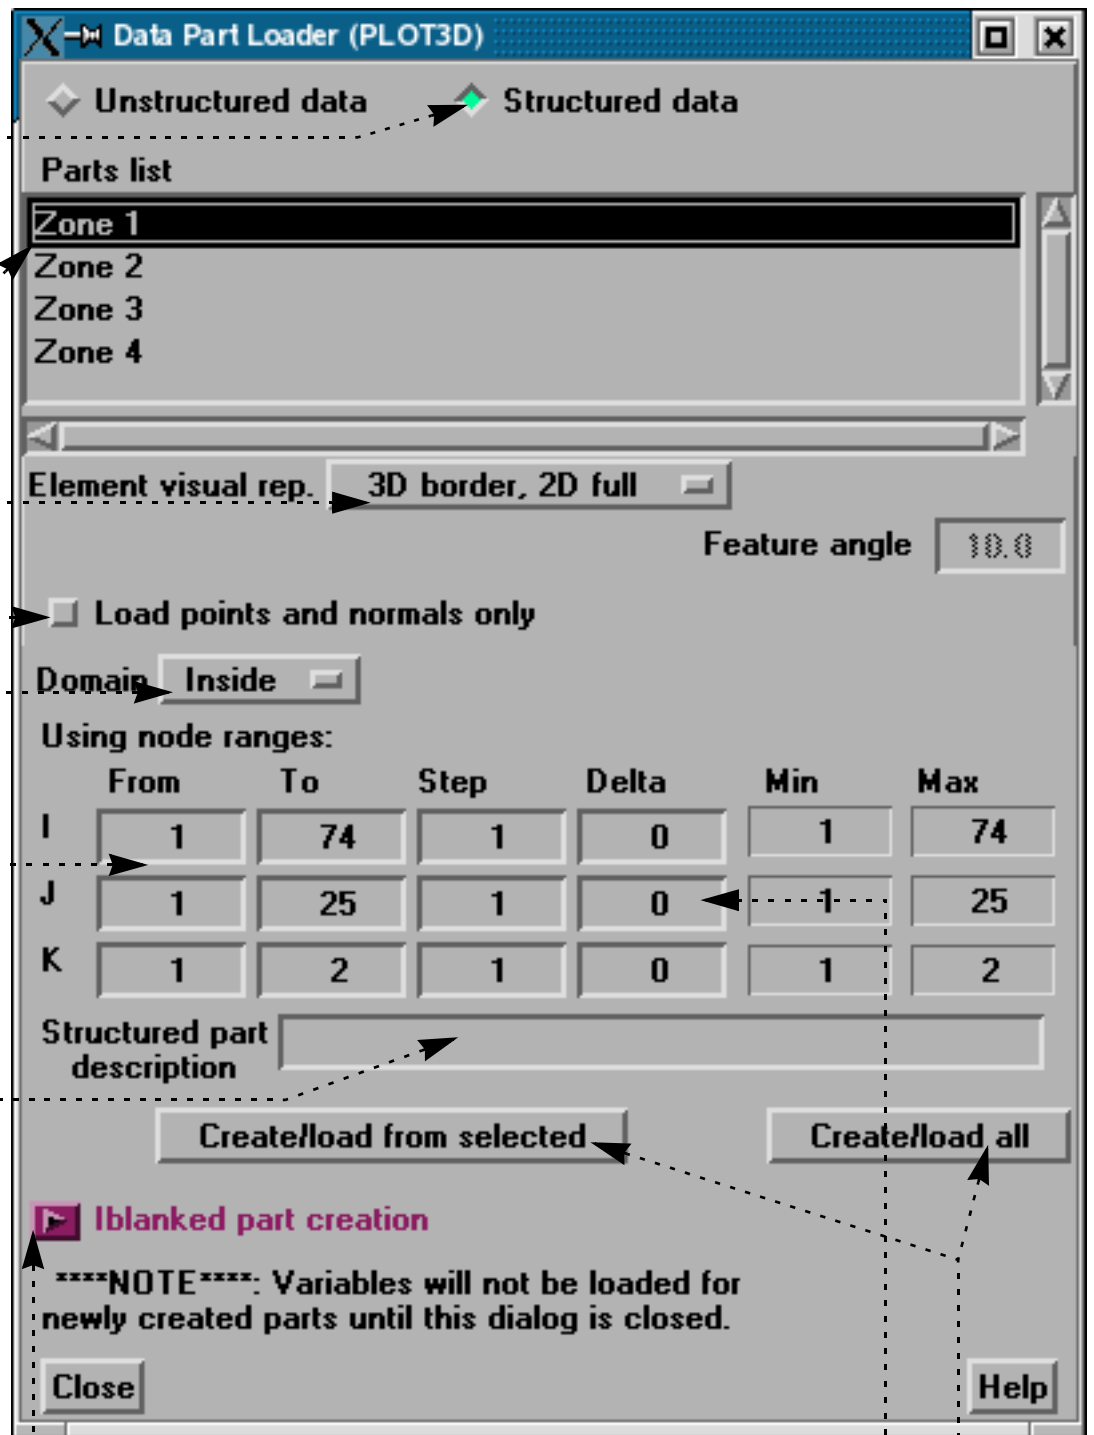 Data Part Loader (PLOT3D)
Unstructured data Structured data
Parts list
Zone 1
Zone 2
Zone 3
Zone 4
Element visual rep. 3D border, 2D full
Feature angle 10.0
Load points and normals only
Domain Inside
Using node ranges:
From To Step Delta Min Max
I 1 74 1 0 1 74
J 1 25 1 0 1 25
K 1 2 1 0 1 2
Structured part
description
Create/load from selected Create/load all
Iblanked part creation
****NOTE****: Variables will not be loaded for
newly created parts until this dialog is closed.
Close Help